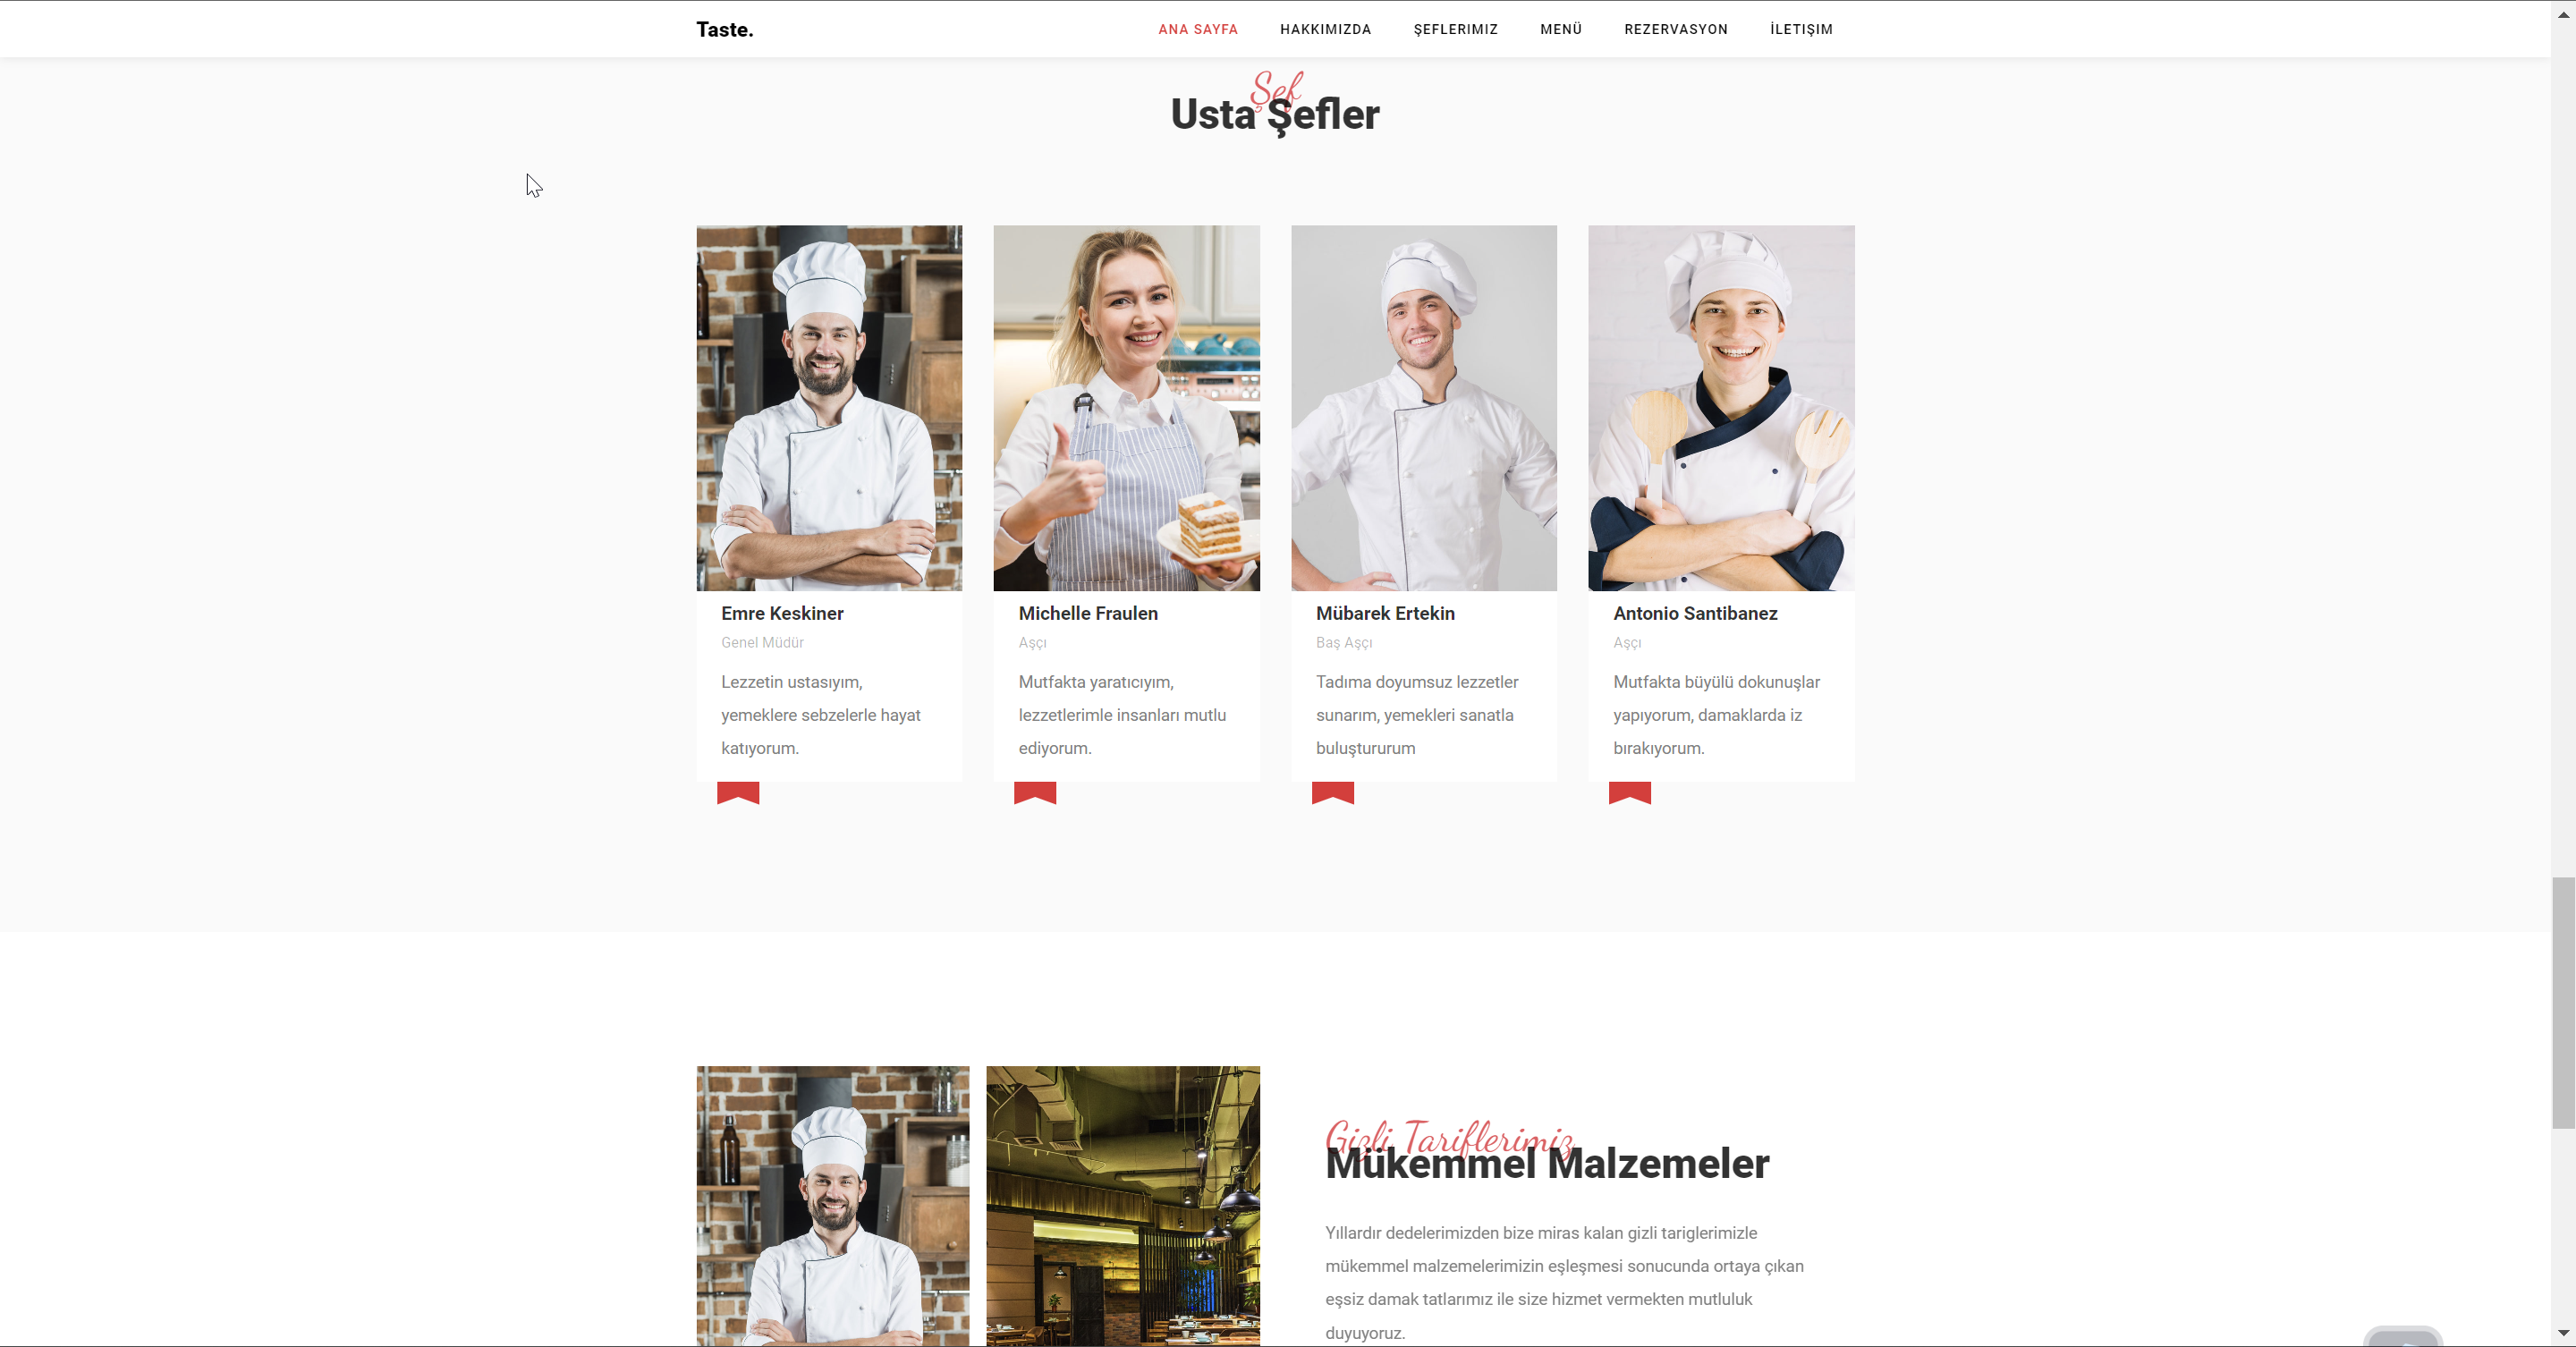 Taste.
ANA SAYFA HAKKIMIZDA ŞEFLERIMIZ MENÜ REZERVASYON İLETIŞIM
Şef
Usta Şefler
Emre Keskiner
Genel Müdür
Lezzetin ustasıyım,
yemeklere sebzelerle hayat
katıyorum.
Michelle Fraulen
Aşçı
Mutfakta yaratıcıyım,
lezzetlerimle insanları mutlu
ediyorum.
Mübarek Ertekin
Baş Aşçı
Tadıma doyumsuz lezzetler
sunarım, yemekleri sanatla
buluştururum
Antonio Santibanez
Aşçı
Mutfakta büyülü dokunuşlar
yapıyorum, damaklarda iz
bırakıyorum.
Gizli Tariflerimiz
Mükemmel Malzemeler
Yıllardır dedelerimizden bize miras kalan gizli tariglerimizle
mükemmel malzemelerimizin eşleşmesi sonucunda ortaya çıkan
eşsiz damak tatlarımız ile size hizmet vermekten mutluluk
duyuyoruz.